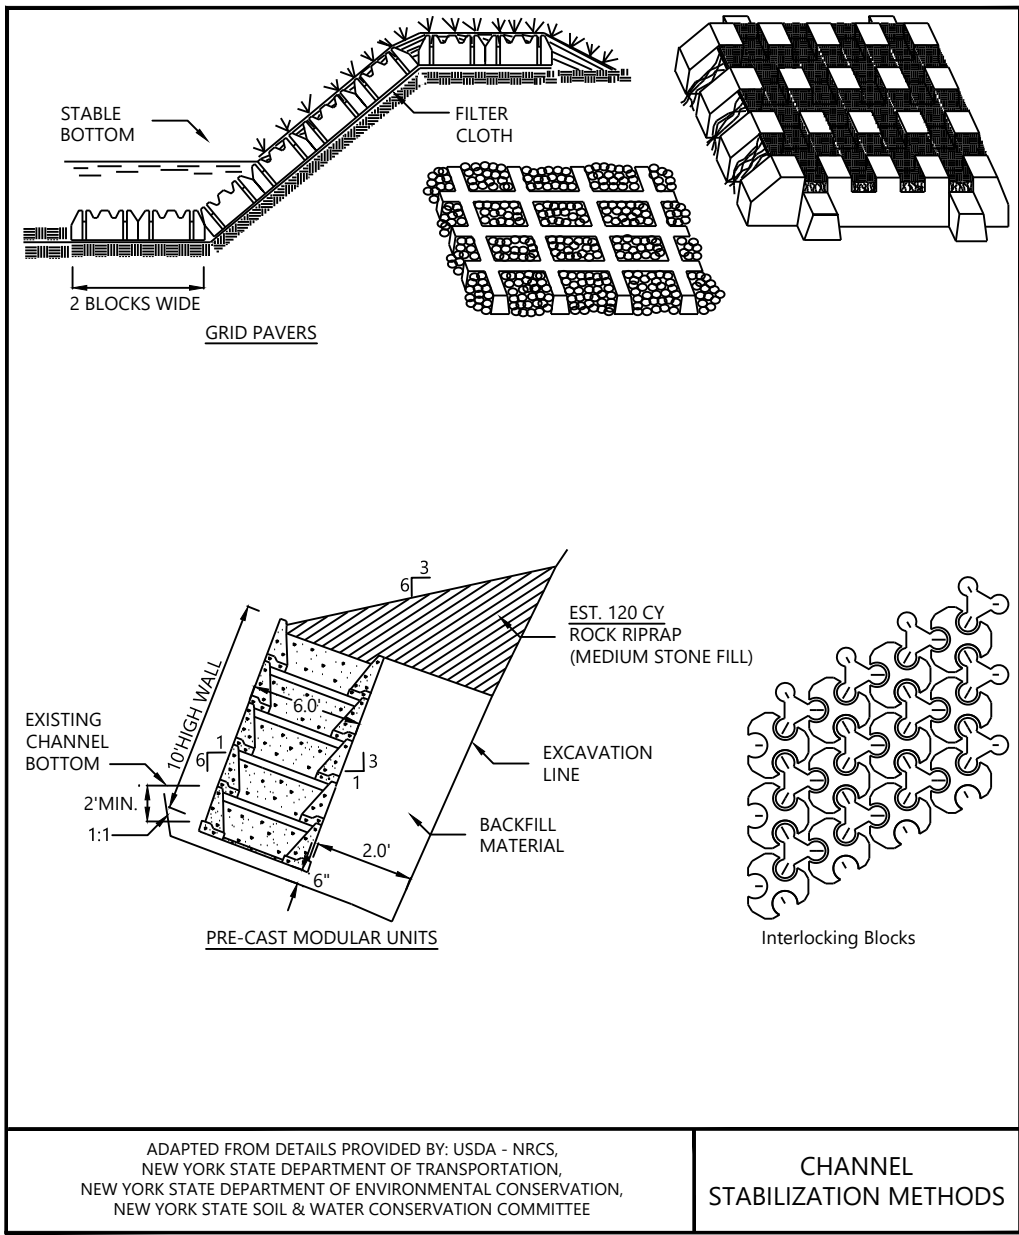 STABLE
BOTTOM
FILTER
CLOTH
2 BLOCKS WIDE
GRID PAVERS
3
6
EST. 120 CY
ROCK RIPRAP
(MEDIUM STONE FILL)
10'HIGH WALL
6.0'
EXISTING
CHANNEL
BOTTOM
1
6
3
1
EXCAVATION
LINE
2'MIN.
1:1
BACKFILL
MATERIAL
2.0'
6"
PRE-CAST MODULAR UNITS
Interlocking Blocks
ADAPTED FROM DETAILS PROVIDED BY: USDA - NRCS,
NEW YORK STATE DEPARTMENT OF TRANSPORTATION,
NEW YORK STATE DEPARTMENT OF ENVIRONMENTAL CONSERVATION,
NEW YORK STATE SOIL & WATER CONSERVATION COMMITTEE
CHANNEL
STABILIZATION METHODS